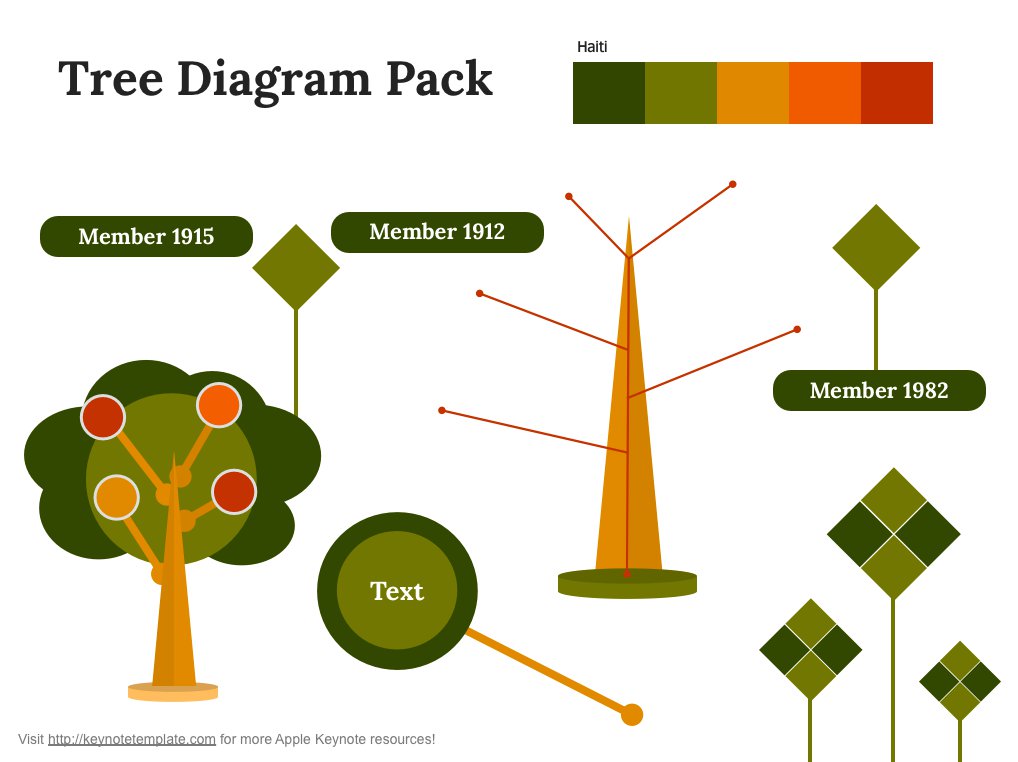 Haiti
Tree Diagram Pack
Member 1915
Member 1912
Member 1982
Text
Visit http://keynotetemplate.com for more Apple Keynote resources!